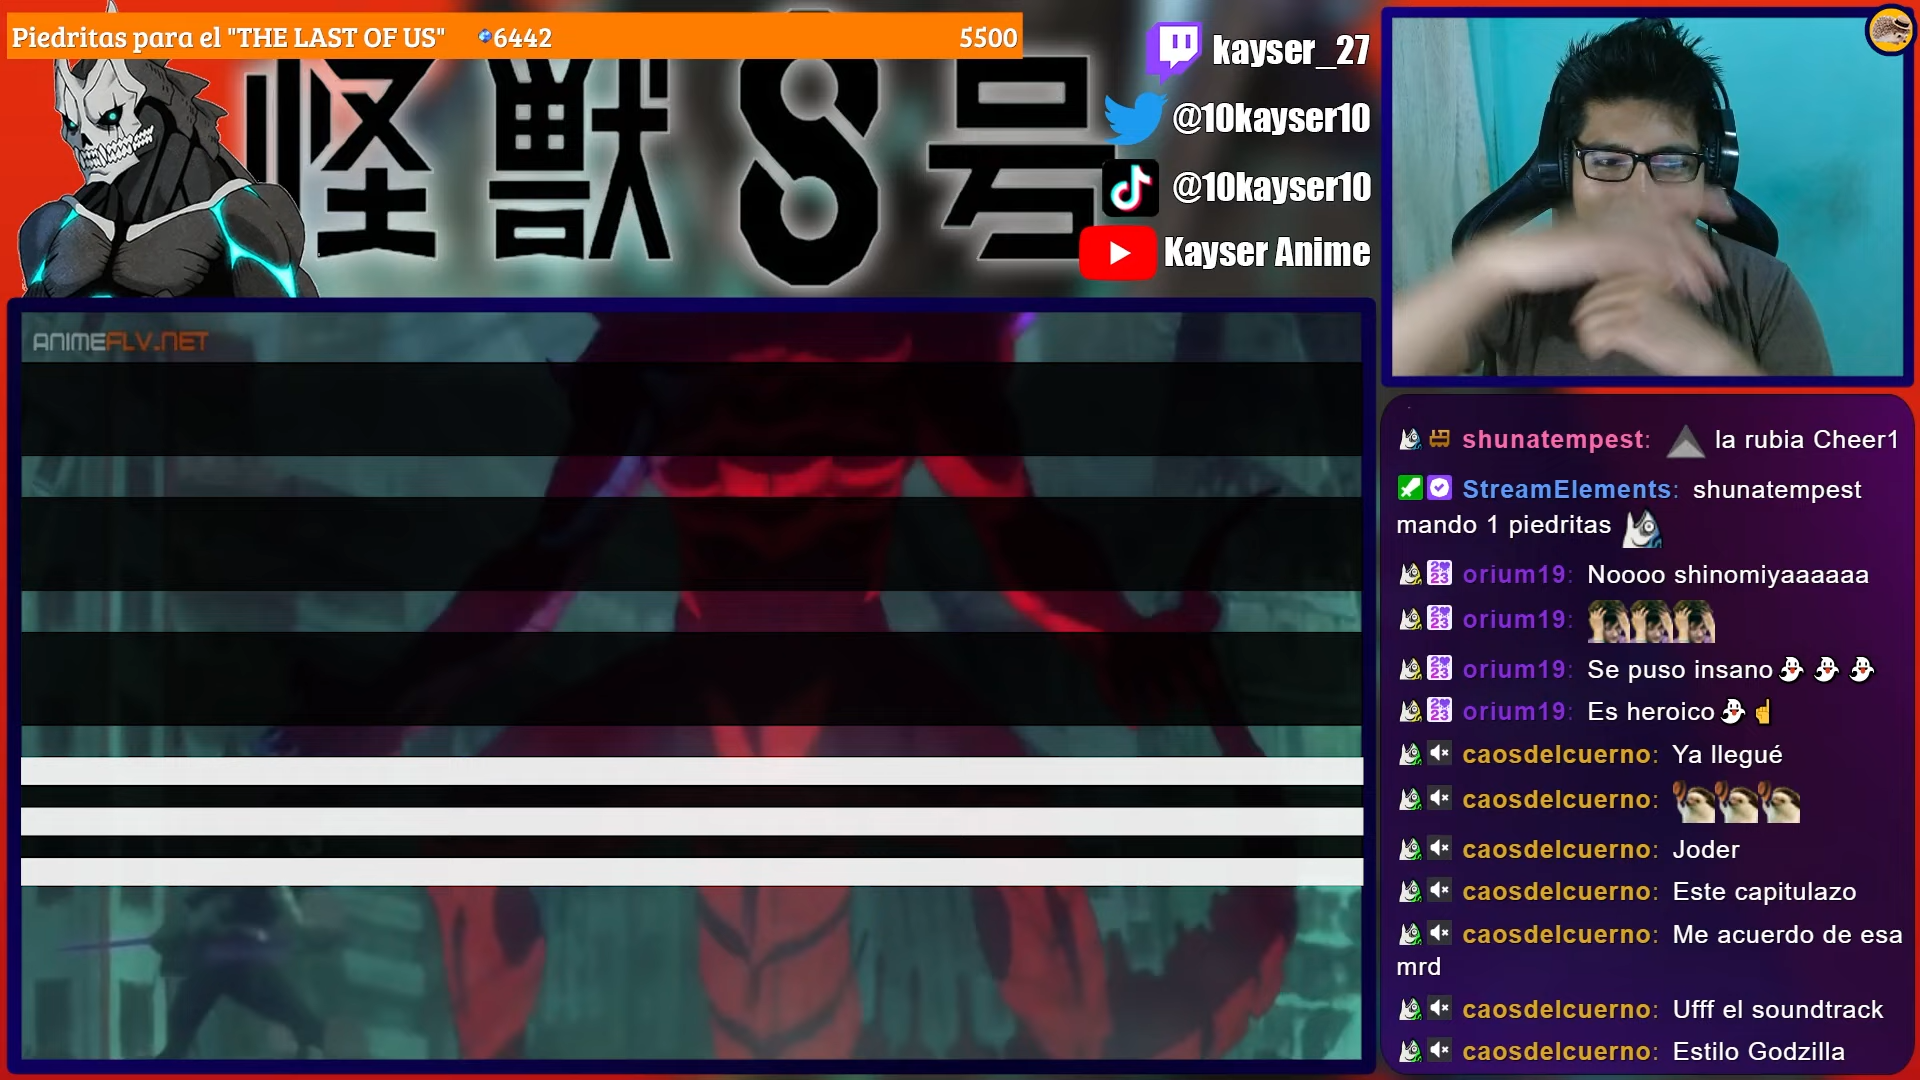 Piedritas para el "THE LAST OF US" 6442 5500
怪獣8号
kayser_27
@10kayser10
@10kayser10
Kayser Anime
ANIMEFLV.NET
shunatempest: la rubia Cheer1
StreamElements: shunatempest
mando 1 piedritas
orium19: Noooo shinomiyaaaaaa
orium19:
orium19: Se puso insano👻 👻 👻
orium19: Es heroico👻☝
caosdelcuerno: Ya llegué
caosdelcuerno:
caosdelcuerno: Joder
caosdelcuerno: Este capitulazo
caosdelcuerno: Me acuerdo de esa
mrd
caosdelcuerno: Ufff el soundtrack
caosdelcuerno: Estilo Godzilla